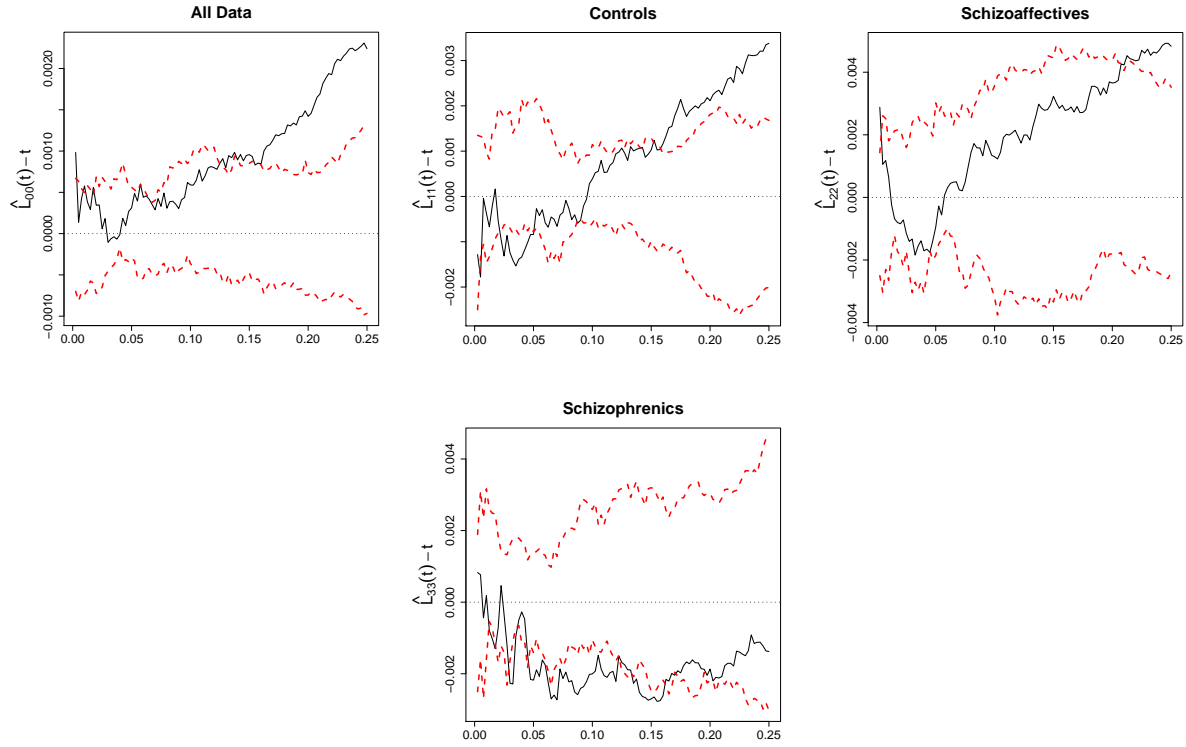 All Data
L̂₀₀(t) − t
−0.0010
0.0000
0.0010
0.0020
0.00 0.05 0.10 0.15 0.20 0.25
Controls
L̂₁₁(t) − t
−0.002
0.000
0.001
0.002
0.003
0.00 0.05 0.10 0.15 0.20 0.25
Schizoaffectives
L̂₂₂(t) − t
−0.004
−0.002
0.000
0.002
0.004
0.00 0.05 0.10 0.15 0.20 0.25
Schizophrenics
L̂₃₃(t) − t
−0.002
0.000
0.002
0.004
0.00 0.05 0.10 0.15 0.20 0.25